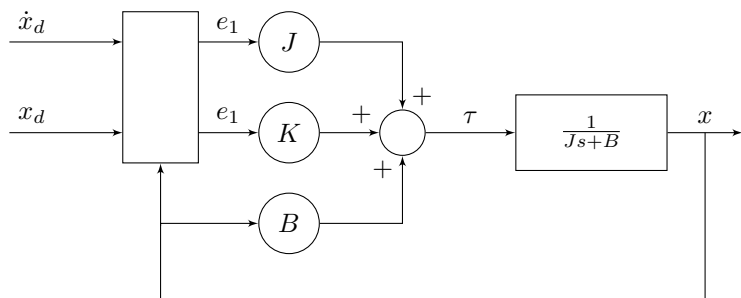 ẋ_d
e_1
J
+
x_d
e_1
K
+
τ
1/(Js+B)
x
+
B